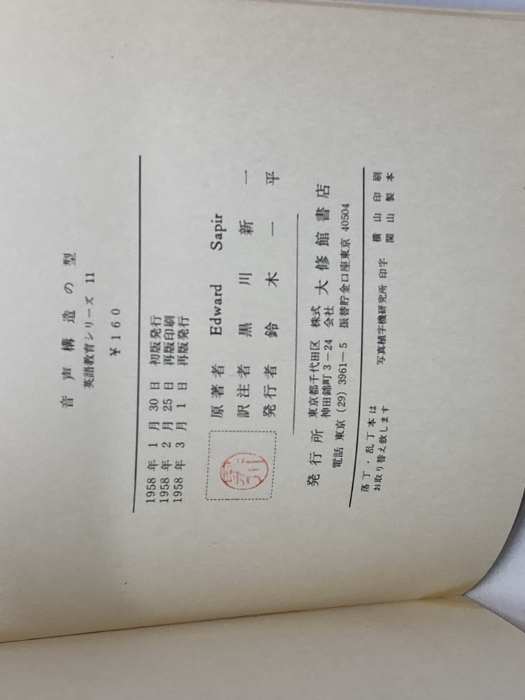 音声構造の型
英語教育シリーズ 11
¥160
1958年 1月 30日 初版発行
1958年 2月 25日 再版印刷
1958年 3月 1日 再版発行
原著者 Edward Sapir
訳注者 黒川新一
発行者 鈴木一平
発行所 東京都千代田区神田錦町3-24 株式会社 大修館書店
電話 東京 (29) 3961-5 振替貯金口座東京 40504
落丁・乱丁本は
お取り替え致します
写真植字機研究所 印字
横山印刷
関山製本